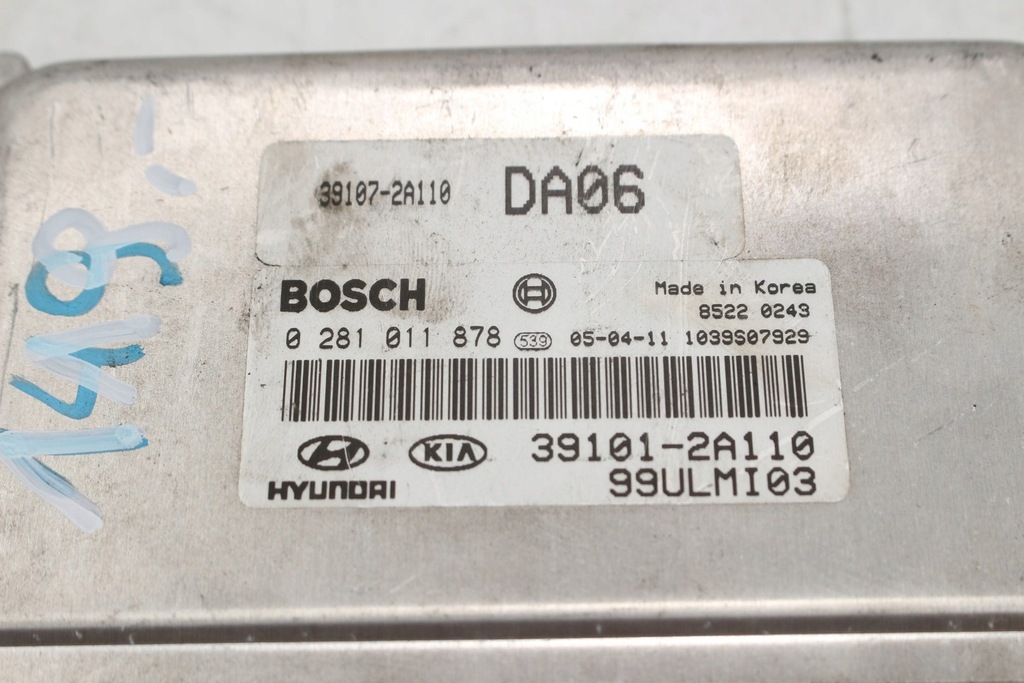 39107-2A110 DA06
BOSCH Made in Korea
8522 0243
0 281 011 878 539 05-04-11 1039S07929
HYUNDAI KIA 39101-2A110
99ULMI03
149,-